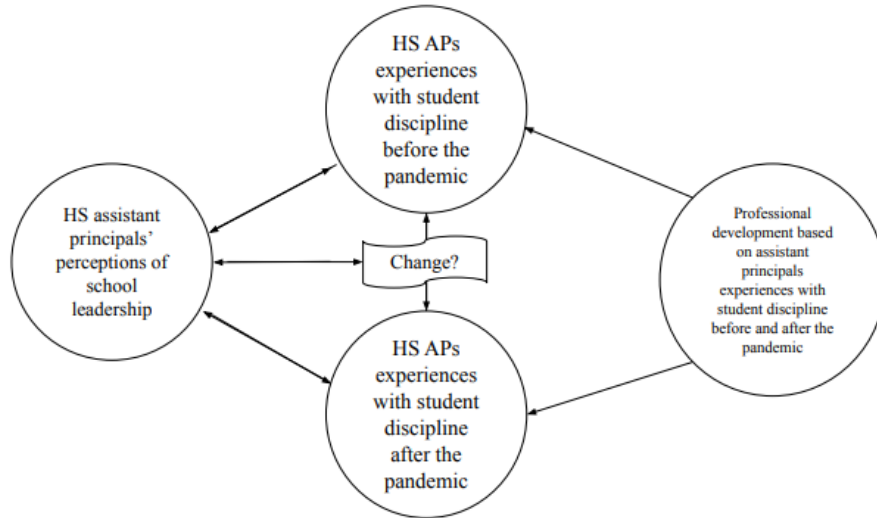 HS APs
experiences
with student
discipline
before the
pandemic
HS assistant
principals'
perceptions of
school
leadership
Change?
Professional
development based
on assistant
principals
experiences with
student discipline
before and after the
pandemic
HS APs
experiences
with student
discipline
after the
pandemic